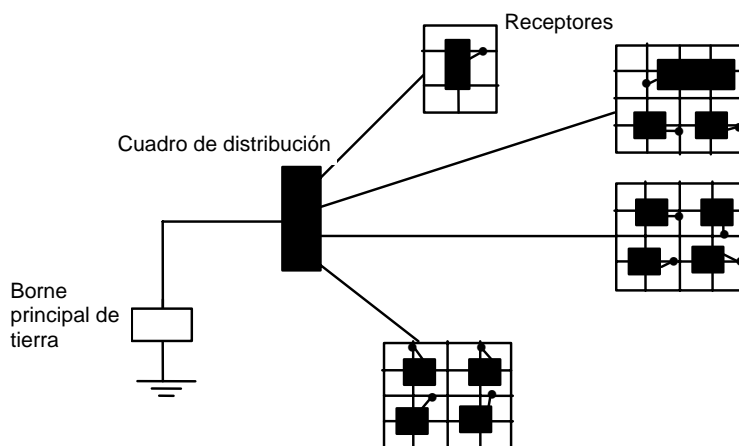 Receptores
Cuadro de distribución
Borne
principal de
tierra